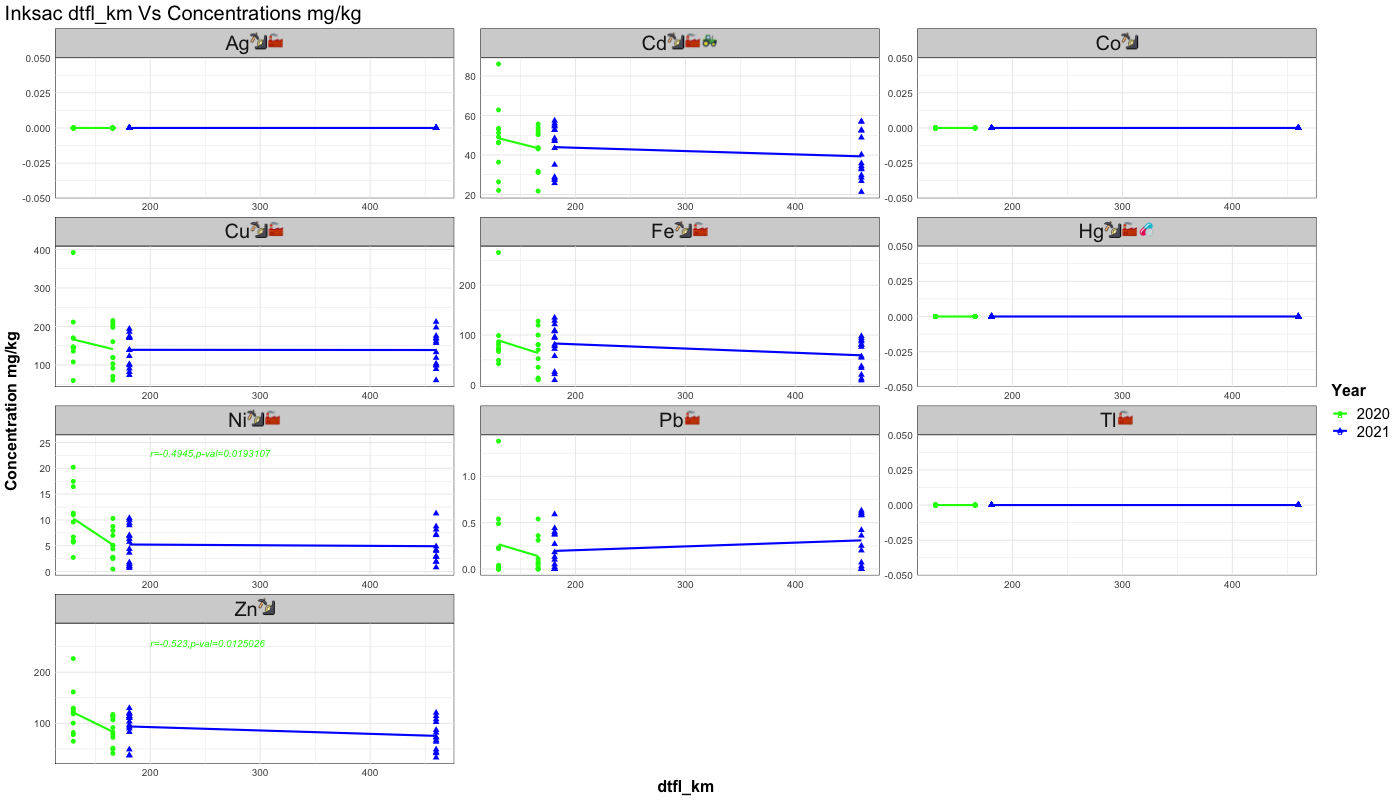 Inksac dtfl_km Vs Concentrations mg/kg
Ag
0.050
0.025
0.000
-0.025
-0.050
200 300 400
Cd
80
60
40
20
200 300 400
Co
0.050
0.025
0.000
-0.025
-0.050
200 300 400
Cu
400
300
200
100
200 300 400
Fe
200
100
0
200 300 400
Hg
0.050
0.025
0.000
-0.025
-0.050
200 300 400
Ni
25
20
15
10
5
0
r=-0.4945,p-val=0.0193107
200 300 400
Pb
1.0
0.5
0.0
200 300 400
Tl
0.050
0.025
0.000
-0.025
-0.050
200 300 400
Zn
200
100
r=-0.523,p-val=0.0125026
200 300 400
Concentration mg/kg
dtfl_km
Year
2020
2021